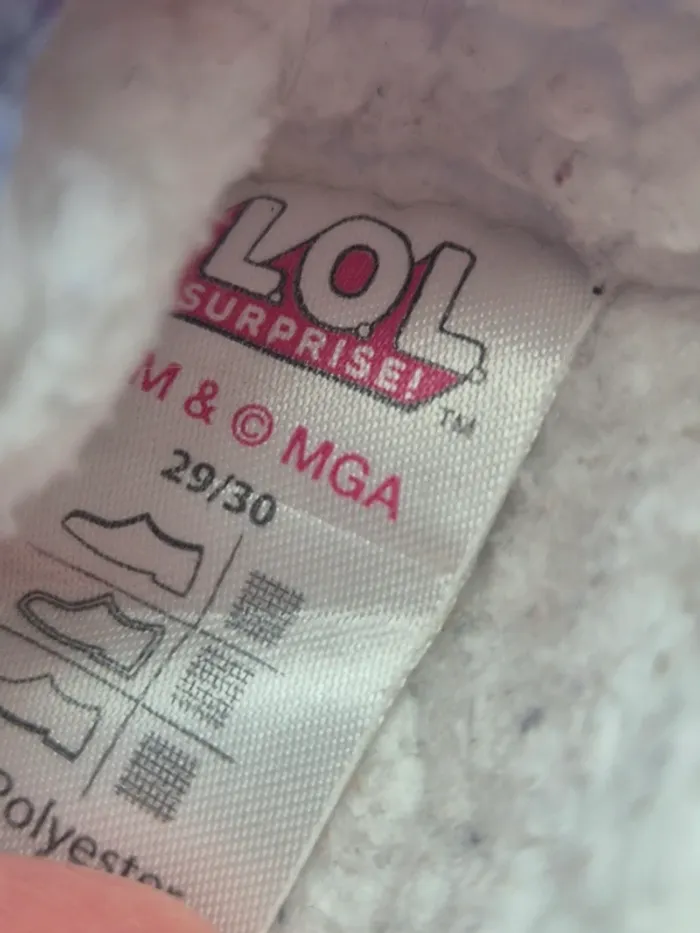 L.O.L.
SURPRISE!
TM
M & © MGA
29/30
Polyester